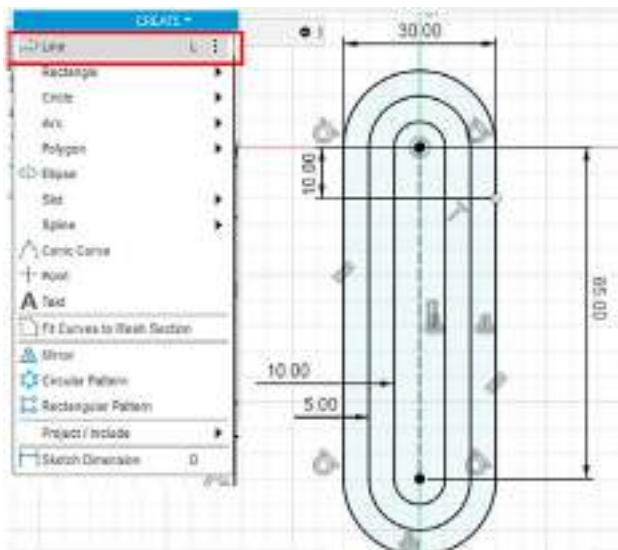 CREATE
Line L
Rectangle
Circle
Arc
Polygon
Ellipse
Slot
Spline
Conic Curve
Point
Text
Fit Curves to Mesh Section
Mirror
Circular Pattern
Rectangular Pattern
Project / Include
Sketch Dimension D
30.00
10.00
65.00
10.00
5.00